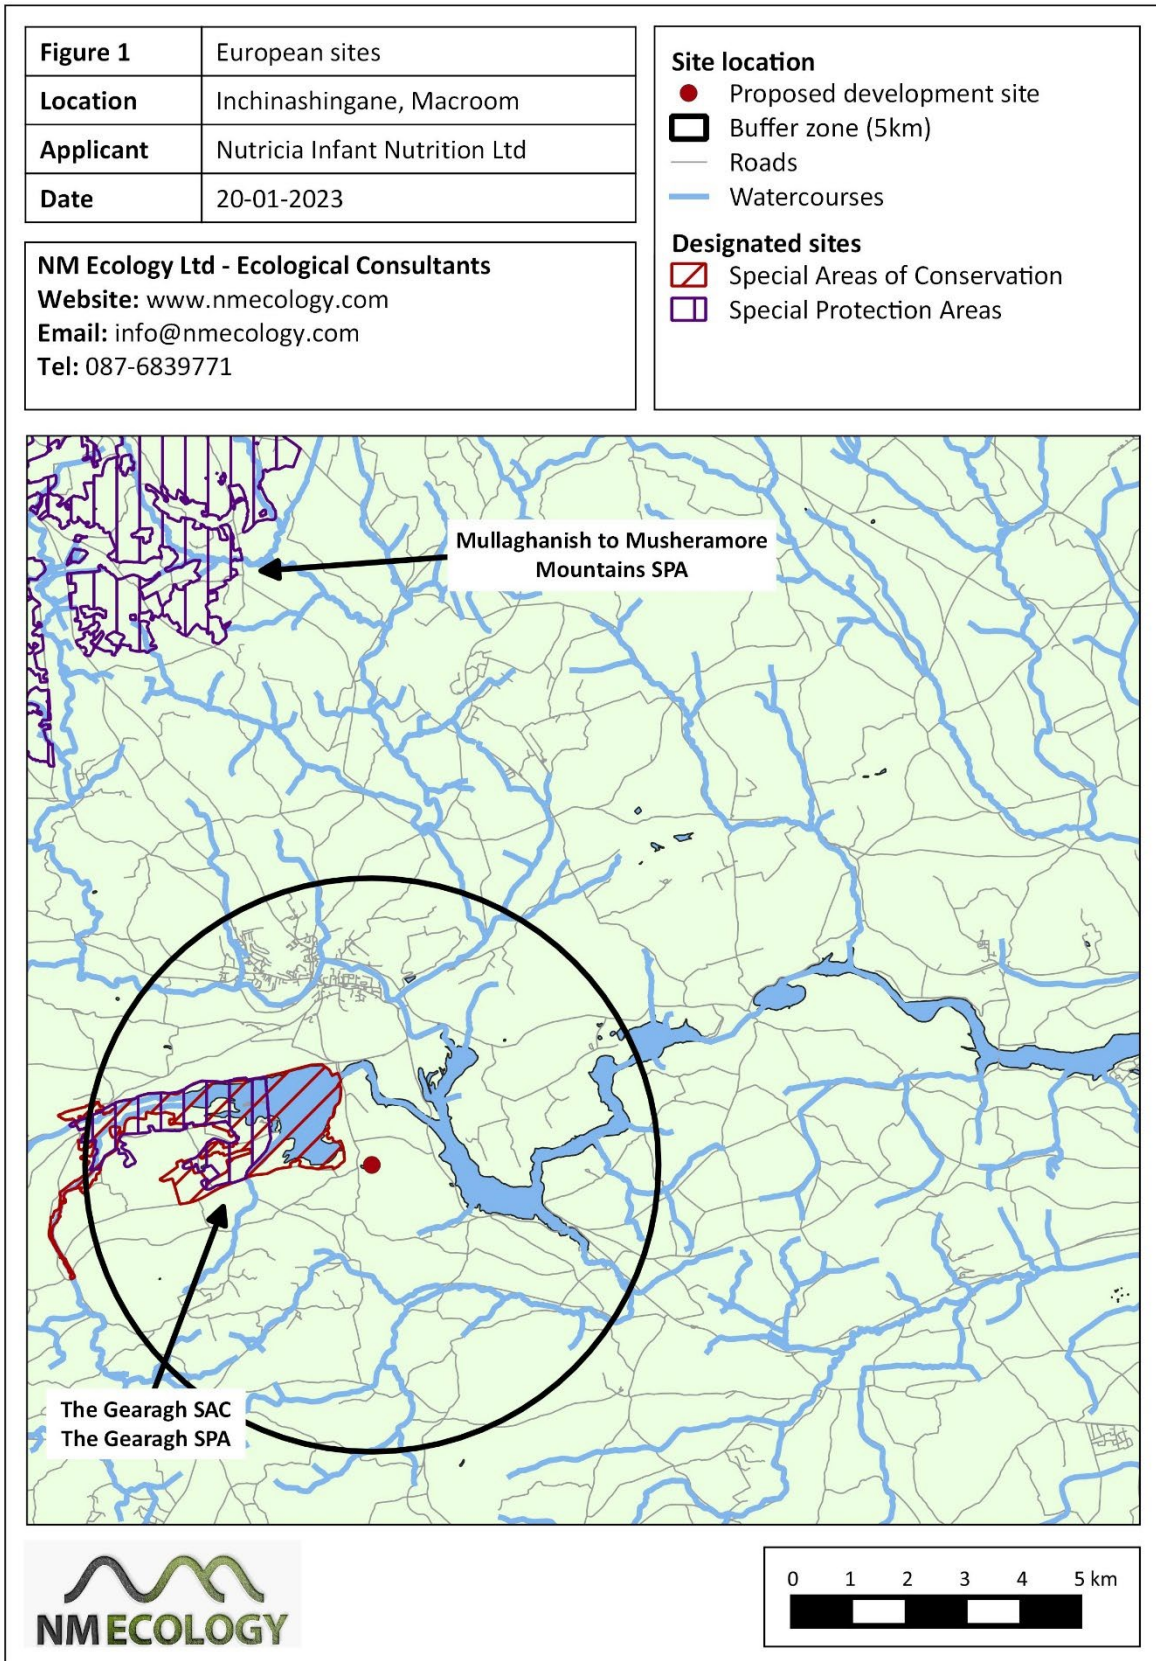 Figure 1 European sites
Location Inchinashingane, Macroom
Applicant Nutricia Infant Nutrition Ltd
Date 20-01-2023
NM Ecology Ltd - Ecological Consultants
Website: www.nmecology.com
Email: info@nmecology.com
Tel: 087-6839771
Site location
Proposed development site
Buffer zone (5km)
Roads
Watercourses
Designated sites
Special Areas of Conservation
Special Protection Areas
Mullaghanish to Musheramore
Mountains SPA
The Gearagh SAC
The Gearagh SPA
NM ECOLOGY
0 1 2 3 4 5 km